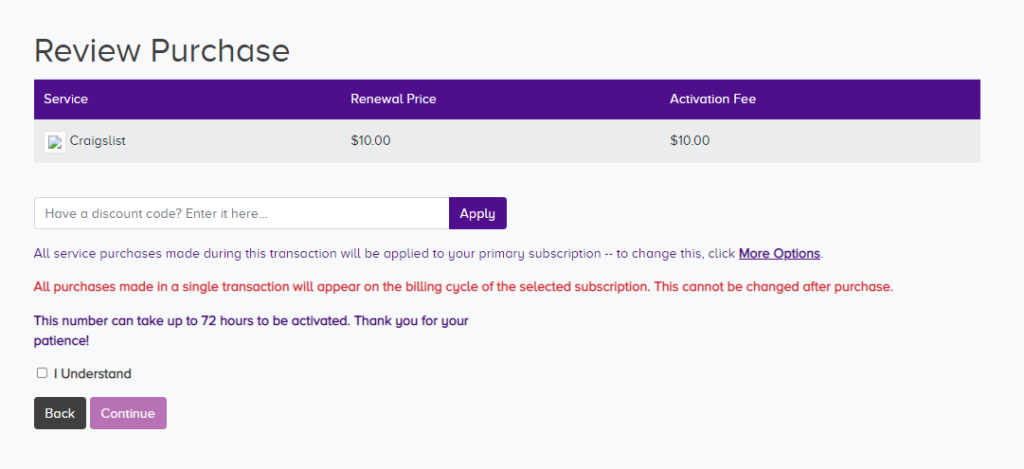 Review Purchase
Service Renewal Price Activation Fee
Craigslist $10.00 $10.00
Have a discount code? Enter it here... Apply
All service purchases made during this transaction will be applied to your primary subscription -- to change this, click More Options.
All purchases made in a single transaction will appear on the billing cycle of the selected subscription. This cannot be changed after purchase.
This number can take up to 72 hours to be activated. Thank you for your
patience!
I Understand
Back Continue